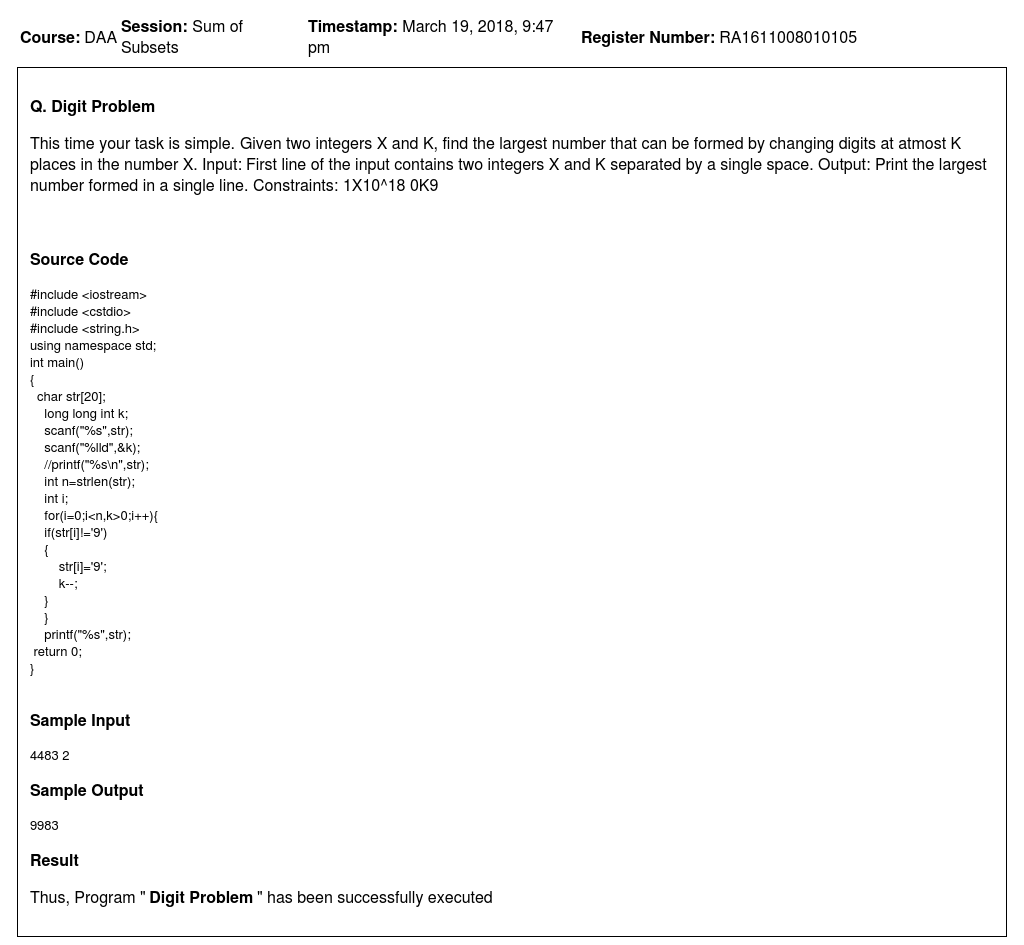 Course: DAA Session: Sum of Subsets Timestamp: March 19, 2018, 9:47 pm Register Number: RA1611008010105
Q. Digit Problem
This time your task is simple. Given two integers X and K, find the largest number that can be formed by changing digits at atmost K
places in the number X. Input: First line of the input contains two integers X and K separated by a single space. Output: Print the largest
number formed in a single line. Constraints: 1X10^18 0K9
Source Code
#include <iostream>
#include <cstdio>
#include <string.h>
using namespace std;
int main()
{
  char str[20];
    long long int k;
    scanf("%s",str);
    scanf("%lld",&k);
    //printf("%s\n",str);
    int n=strlen(str);
    int i;
    for(i=0;i<n,k>0;i++){
    if(str[i]!='9')
    {
        str[i]='9';
        k--;
    }
    }
    printf("%s",str);
 return 0;
}
Sample Input
4483 2
Sample Output
9983
Result
Thus, Program " Digit Problem " has been successfully executed